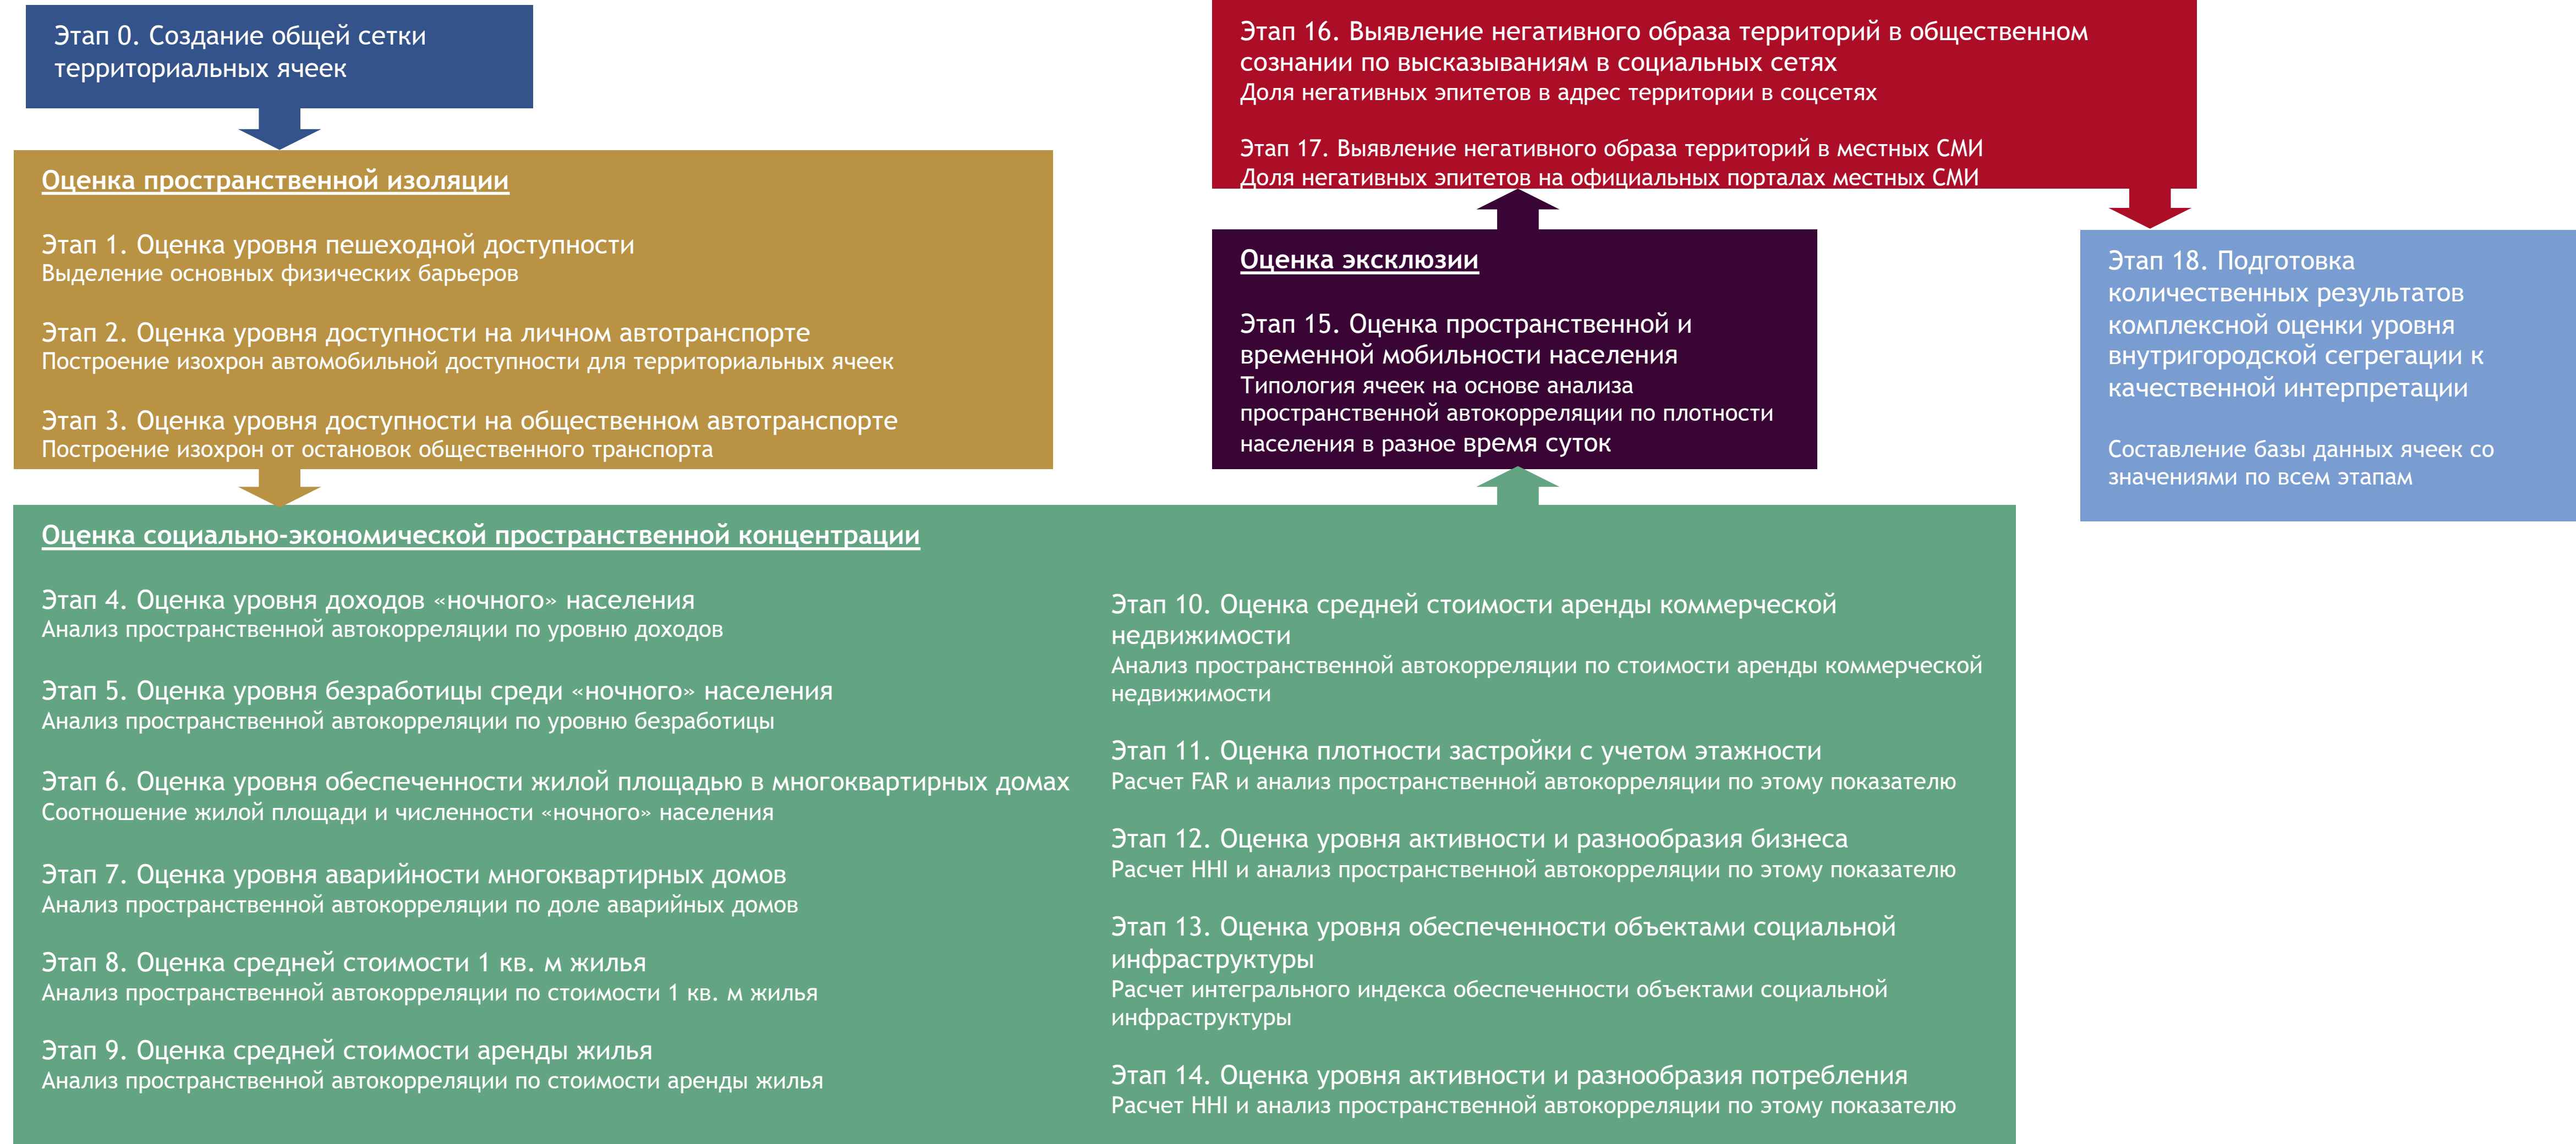 Этап 0. Создание общей сетки
территориальных ячеек
Оценка пространственной изоляции
Этап 1. Оценка уровня пешеходной доступности
Выделение основных физических барьеров
Этап 2. Оценка уровня доступности на личном автотранспорте
Построение изохрон автомобильной доступности для территориальных ячеек
Этап 3. Оценка уровня доступности на общественном автотранспорте
Построение изохрон от остановок общественного транспорта
Оценка социально-экономической пространственной концентрации
Этап 4. Оценка уровня доходов «ночного» населения
Анализ пространственной автокорреляции по уровню доходов
Этап 5. Оценка уровня безработицы среди «ночного» населения
Анализ пространственной автокорреляции по уровню безработицы
Этап 6. Оценка уровня обеспеченности жилой площадью в многоквартирных домах
Соотношение жилой площади и численности «ночного» населения
Этап 7. Оценка уровня аварийности многоквартирных домов
Анализ пространственной автокорреляции по доле аварийных домов
Этап 8. Оценка средней стоимости 1 кв. м жилья
Анализ пространственной автокорреляции по стоимости 1 кв. м жилья
Этап 9. Оценка средней стоимости аренды жилья
Анализ пространственной автокорреляции по стоимости аренды жилья
Этап 10. Оценка средней стоимости аренды коммерческой
недвижимости
Анализ пространственной автокорреляции по стоимости аренды коммерческой
недвижимости
Этап 11. Оценка плотности застройки с учетом этажности
Расчет FAR и анализ пространственной автокорреляции по этому показателю
Этап 12. Оценка уровня активности и разнообразия бизнеса
Расчет HHI и анализ пространственной автокорреляции по этому показателю
Этап 13. Оценка уровня обеспеченности объектами социальной
инфраструктуры
Расчет интегрального индекса обеспеченности объектами социальной
инфраструктуры
Этап 14. Оценка уровня активности и разнообразия потребления
Расчет HHI и анализ пространственной автокорреляции по этому показателю
Оценка эксклюзии
Этап 15. Оценка пространственной и
временной мобильности населения
Типология ячеек на основе анализа
пространственной автокорреляции по плотности
населения в разное время суток
Этап 16. Выявление негативного образа территорий в общественном
сознании по высказываниям в социальных сетях
Доля негативных эпитетов в адрес территории в соцсетях
Этап 17. Выявление негативного образа территорий в местных СМИ
Доля негативных эпитетов на официальных порталах местных СМИ
Этап 18. Подготовка
количественных результатов
комплексной оценки уровня
внутригородской сегрегации к
качественной интерпретации
Составление базы данных ячеек со
значениями по всем этапам